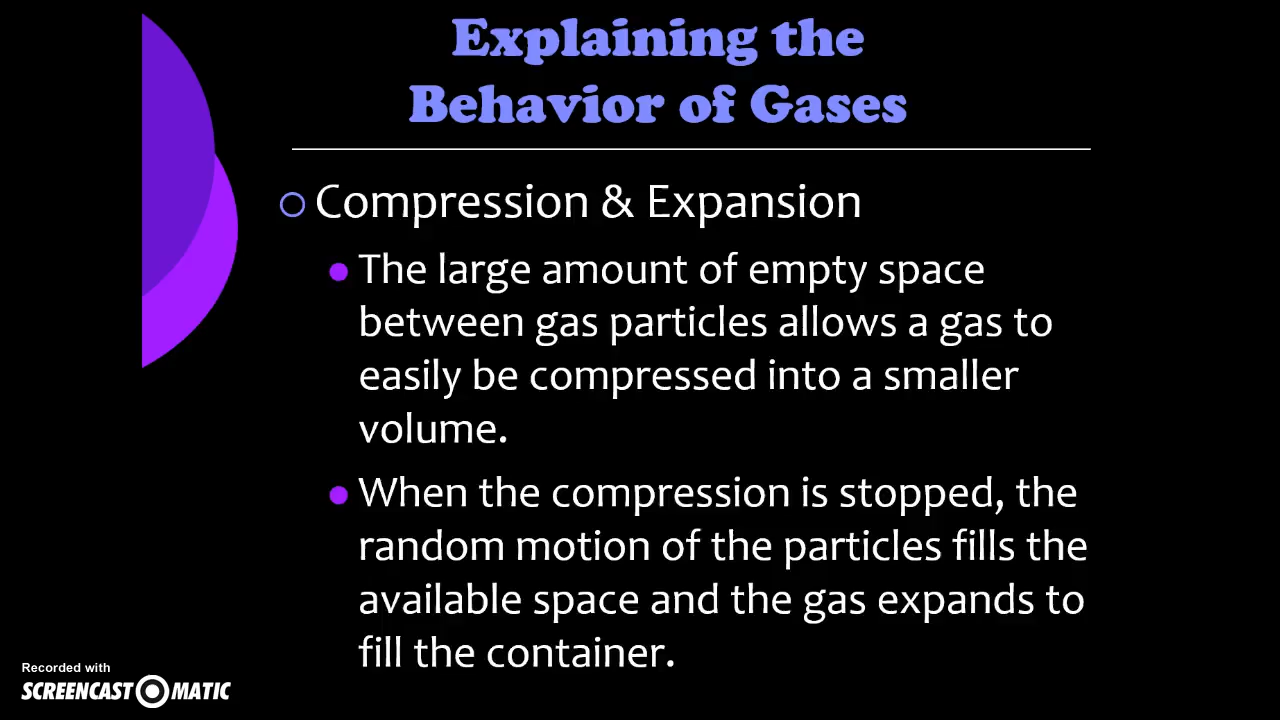 Explaining the
Behavior of Gases
Compression & Expansion
The large amount of empty space
between gas particles allows a gas to
easily be compressed into a smaller
volume.
When the compression is stopped, the
random motion of the particles fills the
available space and the gas expands to
fill the container.
Recorded with
SCREENCAST MATIC